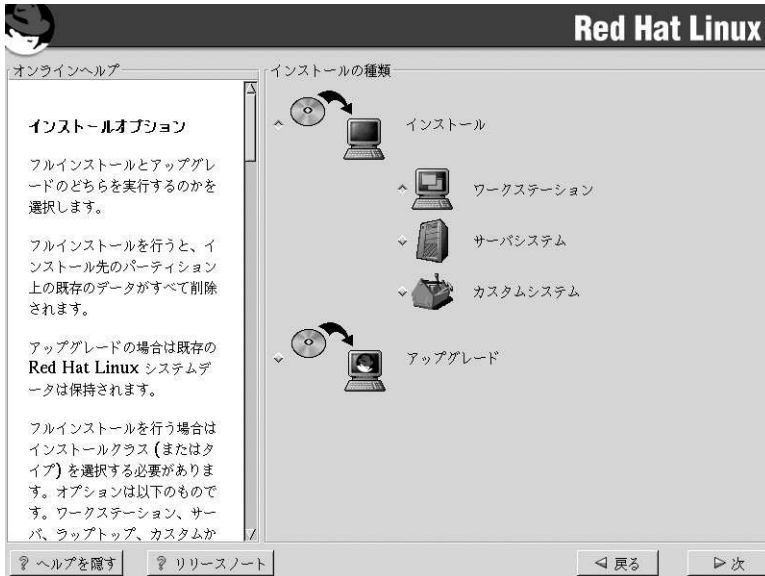 Red Hat Linux
オンラインヘルプ
インストールオプション
フルインストールとアップグレ
ードのどちらを実行するのかを
選択します。
フルインストールを行うと、イ
ンストール先のパーティション
上の既存のデータがすべて削除
されます。
アップグレードの場合は既存の
Red Hat Linux システムデ
ータは保持されます。
フルインストールを行う場合は
インストールクラス (またはタ
イプ) を選択する必要がありま
す。オプションは以下のもので
す。ワークステーション、サー
バ、ラップトップ、カスタムか
インストールの種類
インストール
ワークステーション
サーバシステム
カスタムシステム
アップグレード
? ヘルプを隠す
? リリースノート
戻る
次